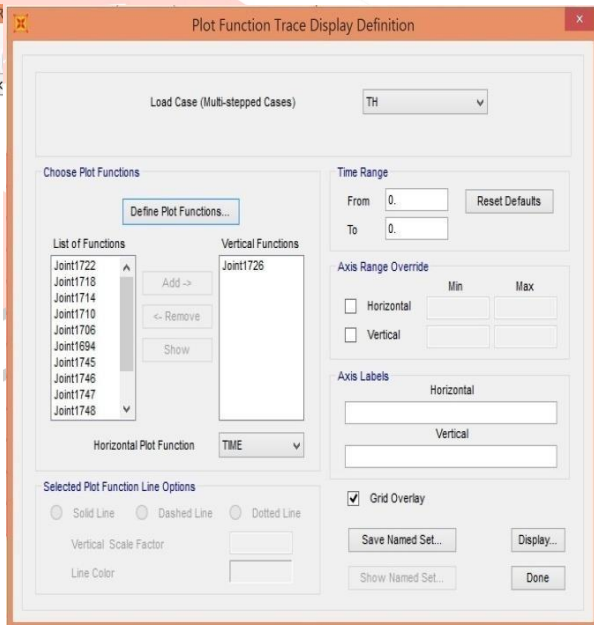 Plot Function Trace Display Definition
x
Load Case (Multi-stepped Cases)
TH
Choose Plot Functions
Define Plot Functions...
List of Functions
Vertical Functions
Joint1722
Joint1718
Joint1714
Joint1710
Joint1706
Joint1694
Joint1745
Joint1746
Joint1747
Joint1748
Add ->
<- Remove
Show
Joint1726
Horizontal Plot Function
TIME
Selected Plot Function Line Options
Solid Line
Dashed Line
Dotted Line
Vertical Scale Factor
Line Color
Time Range
From
0.
Reset Defaults
To
0.
Axis Range Override
Min
Max
Horizontal
Vertical
Axis Labels
Horizontal
Vertical
Grid Overlay
Save Named Set...
Display...
Show Named Set...
Done